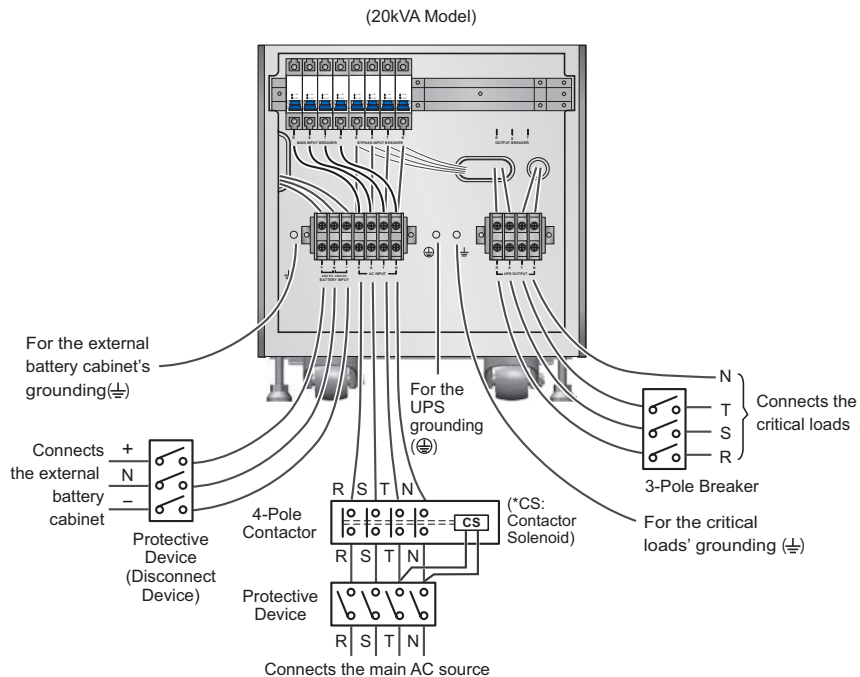 (20kVA Model)
R S T N R S T N
MAIN INPUT BREAKER
BYPASS INPUT BREAKER
R S T
OUTPUT BREAKER
BATTERY INPUT
R S T N
AC INPUT
R S T N
UPS OUTPUT
For the external
battery cabinet's
grounding(⏚)
For the
UPS
grounding
(⏚)
N
T
S
R
Connects the
critical loads
3-Pole Breaker
For the critical
loads' grounding (⏚)
Connects
the external
battery
cabinet
+
N
−
Protective
Device
(Disconnect
Device)
R S T N
4-Pole
Contactor
CS
(*CS:
Contactor
Solenoid)
R S T N
Protective
Device
R S T N
Connects the main AC source